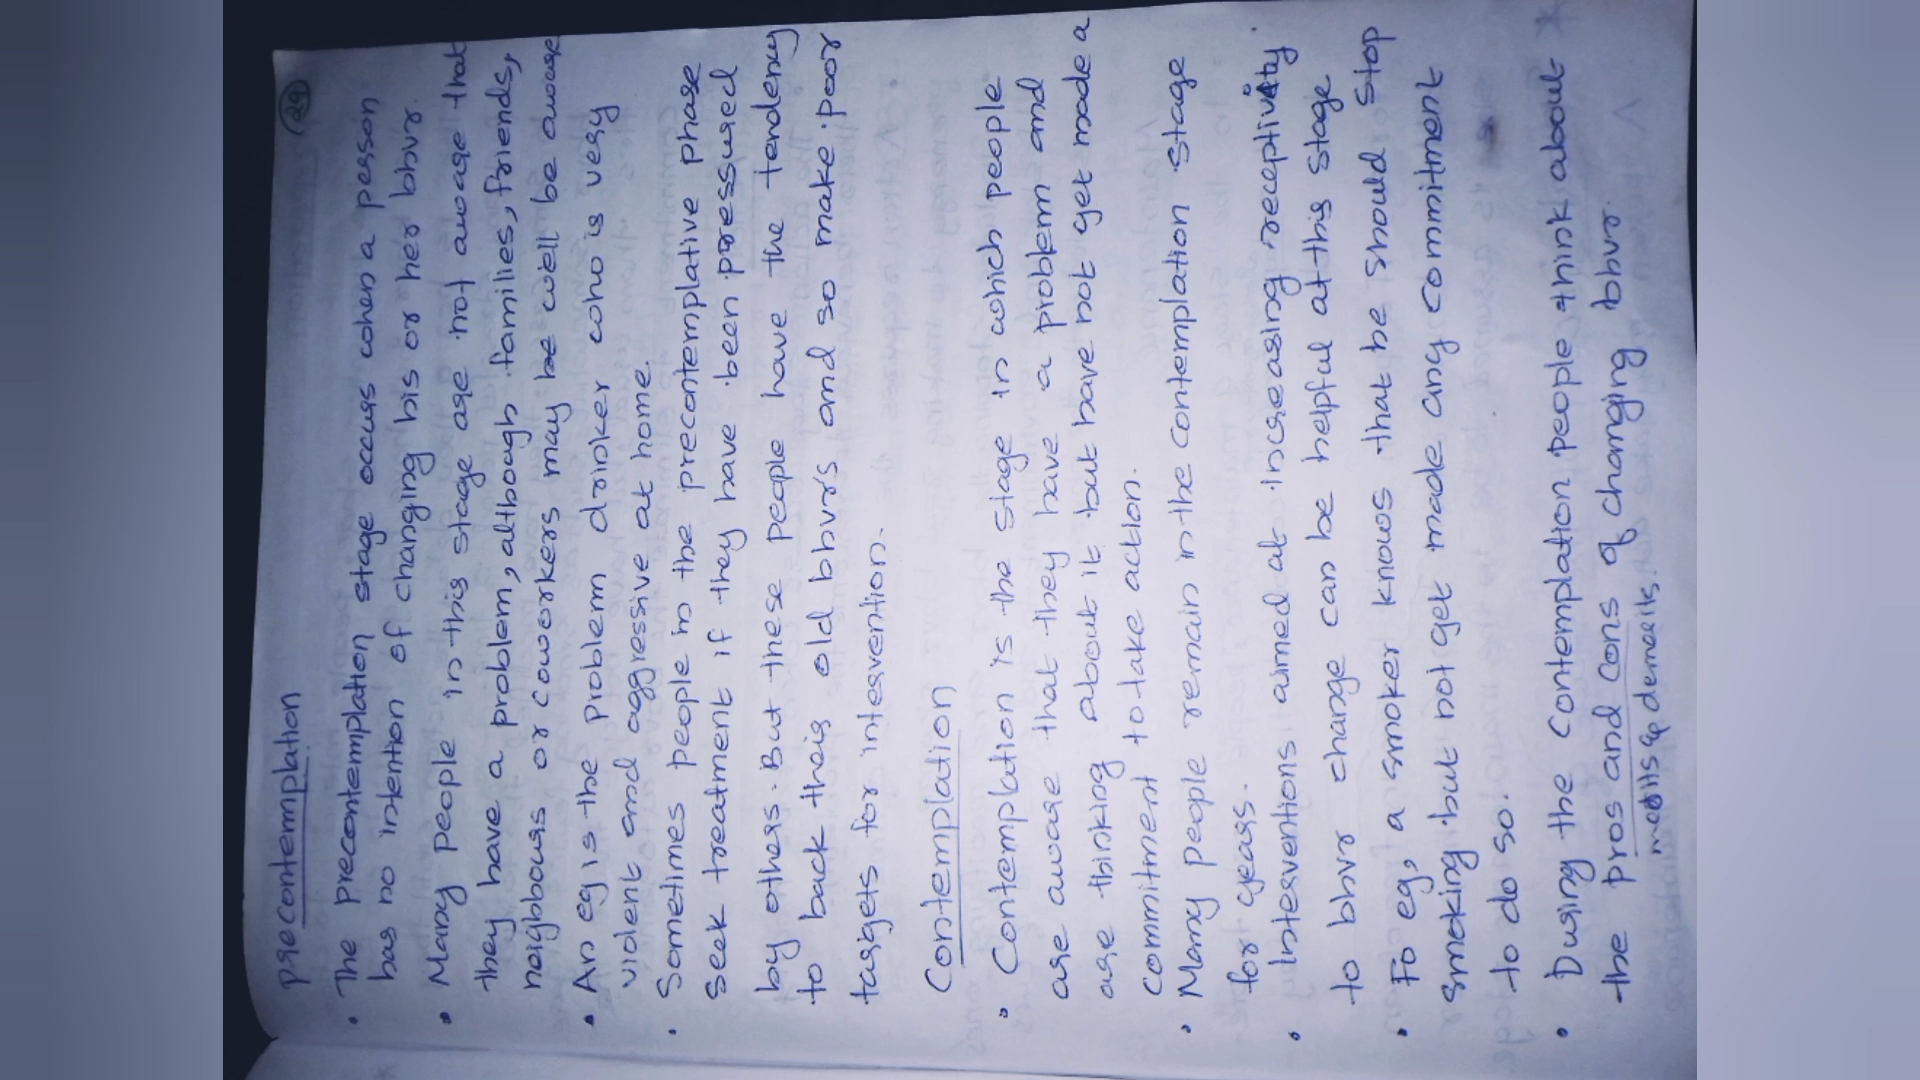 29
precontemplation
• The precontemplation stage occurs when a person
has no intention of changing his or her bhvr.
• Many people in this stage are not aware that
they have a problem, although families, friends,
neighbours or coworkers may be well be aware
• An eg is the problem drinker who is very
violent and aggressive at home.
• Sometimes people in the precontemplative phase
seek treatment if they have been pressured
by others. But these people have the tendency
to back their old bhvrs and so make poor
targets for intervention.
Contemplation
• Contemplation is the stage in which people
are aware that they have a problem and
are thinking about it but have not get made a
commitment to take action.
• Many people remain in the contemplation stage
for years.
• Interventions aimed at increasing receptivity
to bhvr change can be helpful at this stage
• Fo eg, a smoker knows that he should stop
smoking but not get made any commitment
to do so.
• During the contemplation people think about
the pros and cons of changing bhvr.
metits & demetits.